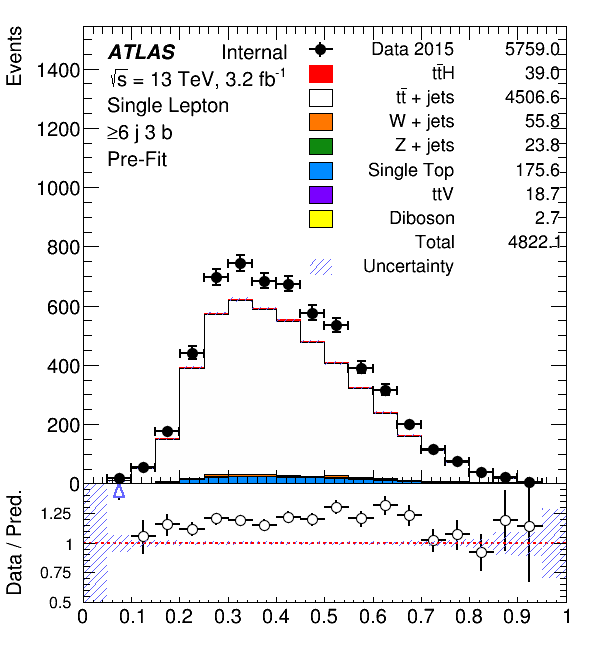 Events
ATLAS Internal
√s = 13 TeV, 3.2 fb⁻¹
Single Lepton
≥6 j 3 b
Pre-Fit
Data 2015 5759.0
tt̄H 39.0
tt̄ + jets 4506.6
W + jets 55.8
Z + jets 23.8
Single Top 175.6
ttV 18.7
Diboson 2.7
Total 4822.1
Uncertainty
1400
1200
1000
800
600
400
200
0
Data / Pred.
1.25
1
0.75
0.5
0 0.1 0.2 0.3 0.4 0.5 0.6 0.7 0.8 0.9 1